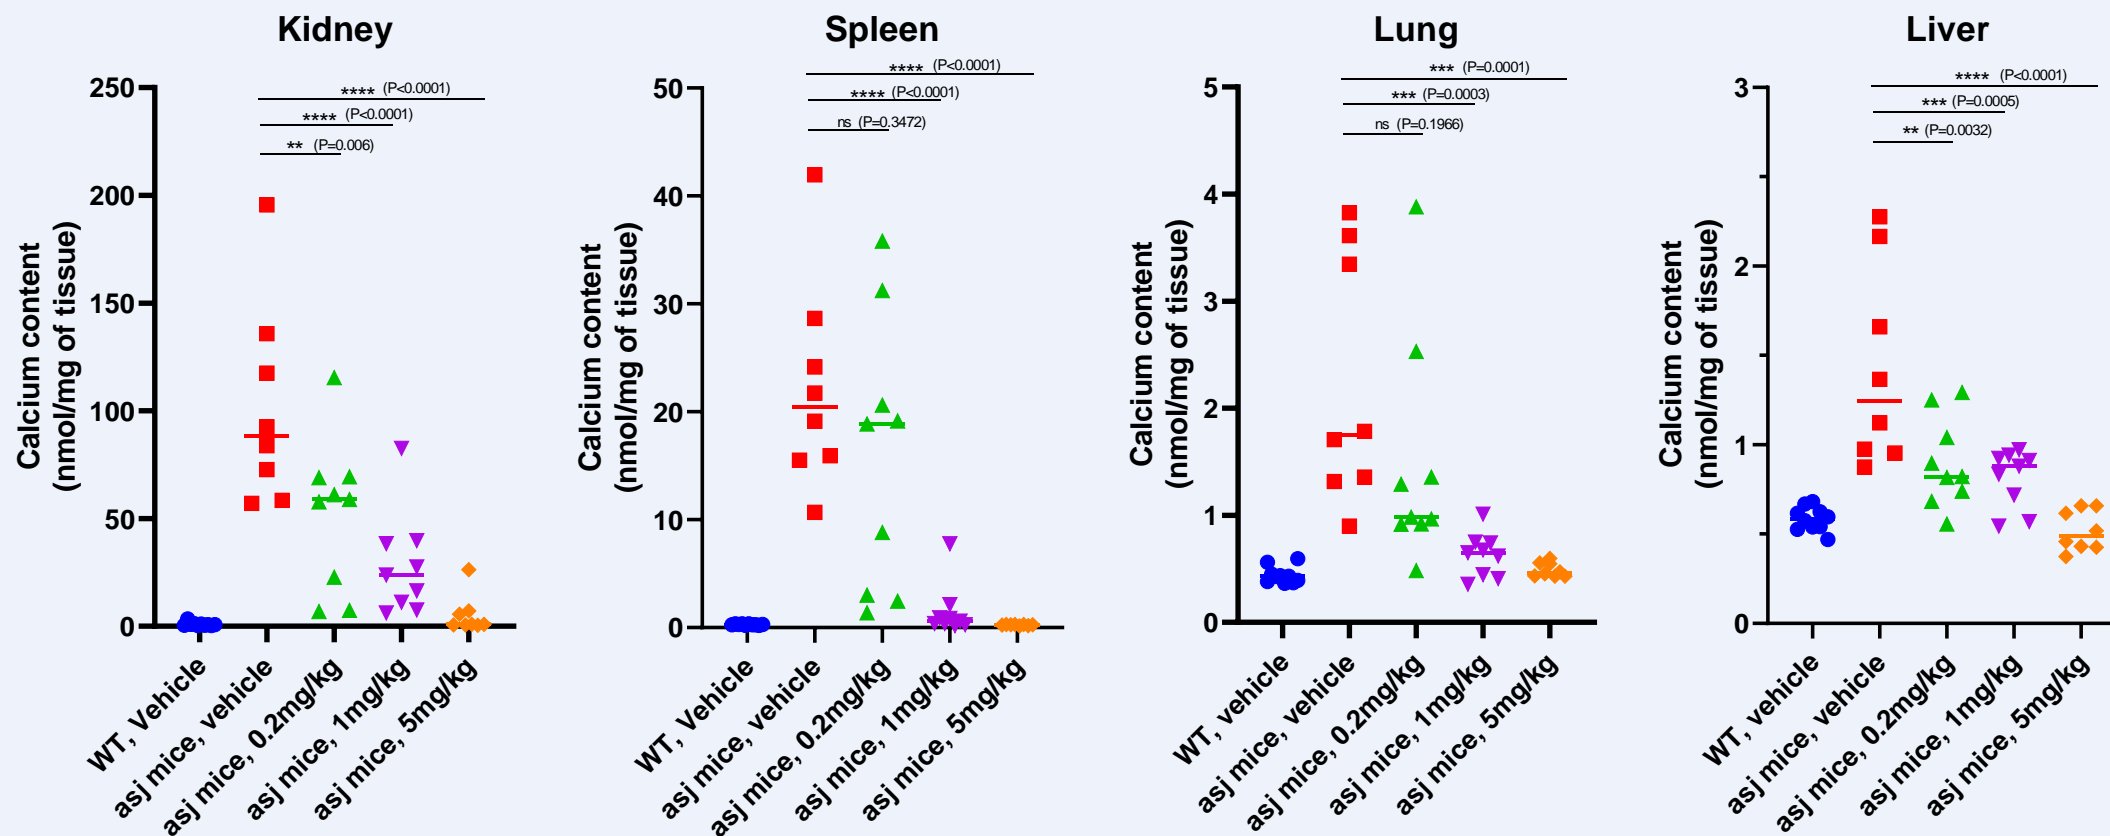 Kidney
Calcium content
(nmol/mg of tissue)
250
200
150
100
50
0
**** (P<0.0001)
**** (P<0.0001)
** (P=0.006)
WT, Vehicle
asj mice, vehicle
asj mice, 0.2mg/kg
asj mice, 1mg/kg
asj mice, 5mg/kg
Spleen
Calcium content
(nmol/mg of tissue)
50
40
30
20
10
0
**** (P<0.0001)
**** (P<0.0001)
ns (P=0.3472)
WT, Vehicle
asj mice, vehicle
asj mice, 0.2mg/kg
asj mice, 1mg/kg
asj mice, 5mg/kg
Lung
Calcium content
(nmol/mg of tissue)
5
4
3
2
1
0
*** (P=0.0001)
*** (P=0.0003)
ns (P=0.1966)
WT, vehicle
asj mice, vehicle
asj mice, 0.2mg/kg
asj mice, 1mg/kg
asj mice, 5mg/kg
Liver
Calcium content
(nmol/mg of tissue)
3
2
1
0
**** (P<0.0001)
*** (P=0.0005)
** (P=0.0032)
WT, vehicle
asj mice, vehicle
asj mice, 0.2mg/kg
asj mice, 1mg/kg
asj mice, 5mg/kg